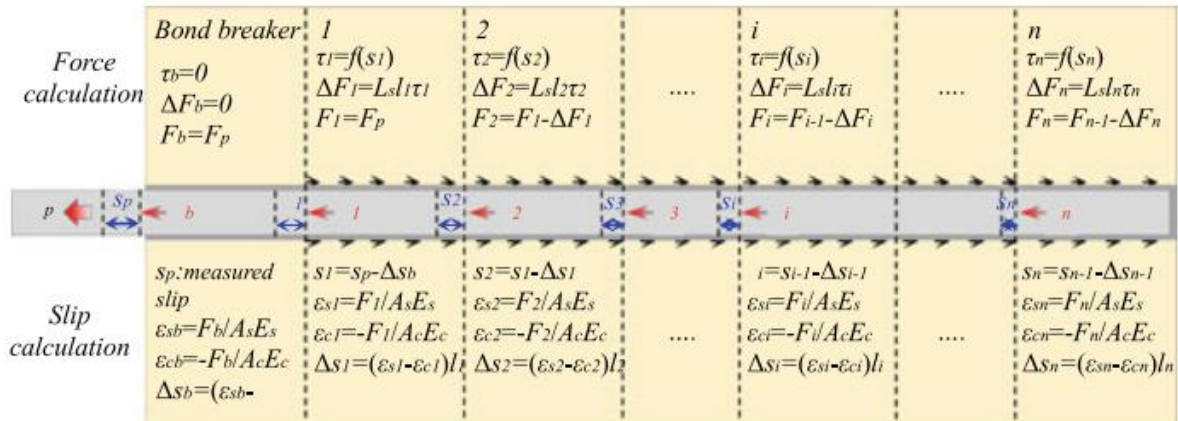 Force
calculation
Bond breaker
τb=0
ΔFb=0
Fb=Fp
1
τ1=f(s1)
ΔF1=Lsl1τ1
F1=Fp
2
τ2=f(s2)
ΔF2=Lsl2τ2
F2=F1-ΔF1
....
i
τi=f(si)
ΔFi=Lsliτi
Fi=Fi-1-ΔFi
....
n
τn=f(sn)
ΔFn=Lslnτn
Fn=Fn-1-ΔFn
p Sp b 1 S2 2 S3 3 Si i Sn n
Slip
calculation
sp:measured
slip
εsb=Fb/AsEs
εcb=-Fb/AcEc
Δsb=(εsb-
s1=sp-Δsb
εs1=F1/AsEs
εc1=-F1/AcEc
Δs1=(εs1-εc1)l1
s2=s1-Δs1
εs2=F2/AsEs
εc2=-F2/AcEc
Δs2=(εs2-εc2)l2
....
i=si-1-Δsi-1
εsi=Fi/AsEs
εci=-Fi/AcEc
Δsi=(εsi-εci)li
....
sn=sn-1-Δsn-1
εsn=Fn/AsEs
εcn=-Fn/AcEc
Δsn=(εsn-εcn)ln